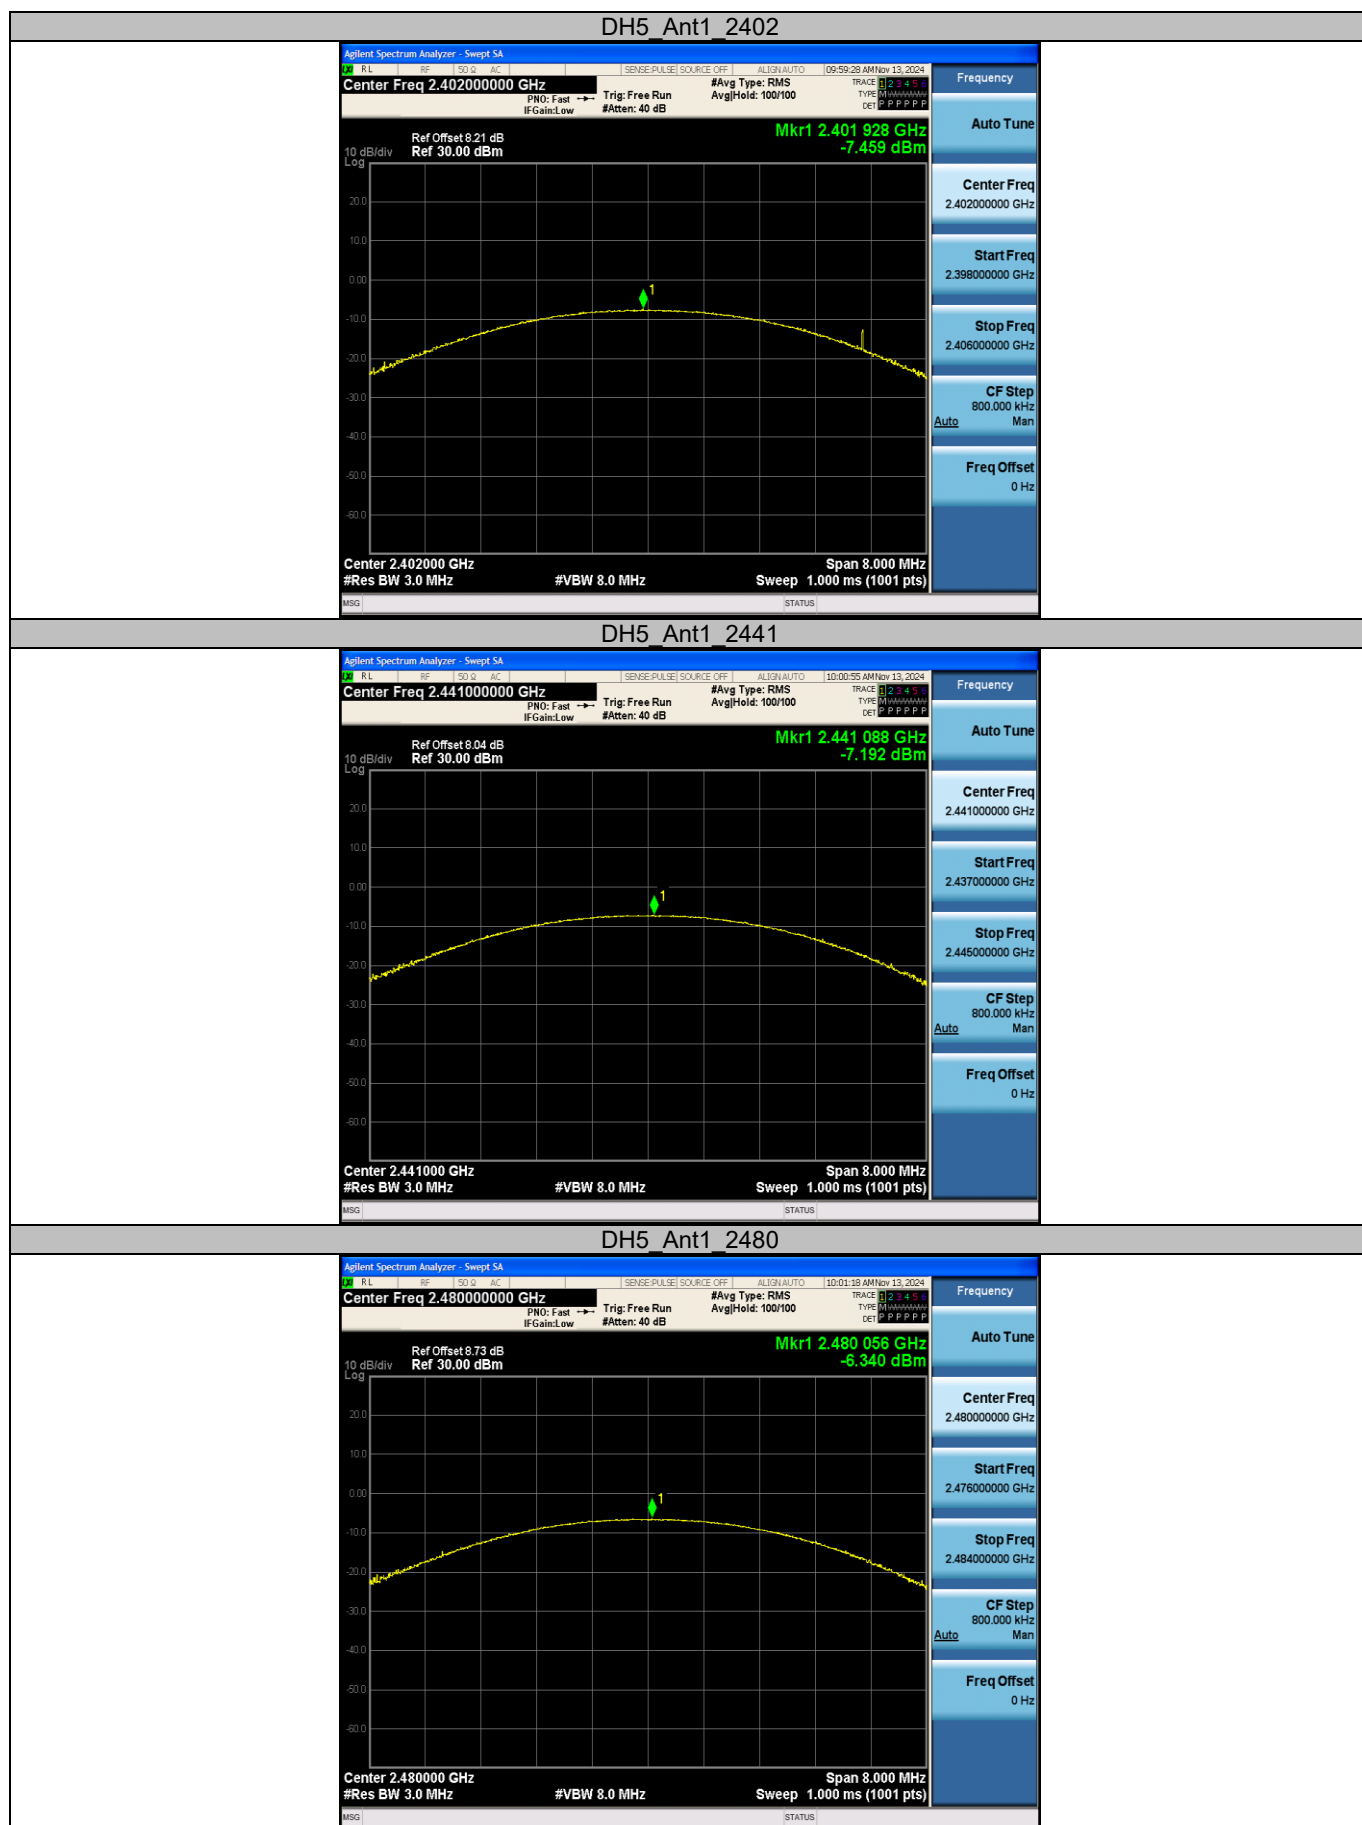 DH5_Ant1_2402
Agilent Spectrum Analyzer - Swept SA
RL RF 50 Ω AC SENSE:PULSE SOURCE OFF ALIGN AUTO 09:59:28 AM Nov 13, 2024
Center Freq 2.402000000 GHz
PNO: Fast
IFGain:Low
Trig: Free Run
#Atten: 40 dB
#Avg Type: RMS
Avg|Hold: 100/100
TRACE 1 2 3 4 5 6
TYPE M
DET P P P P P P
Ref Offset 8.21 dB
Ref 30.00 dBm
10 dB/div
Log
Mkr1 2.401 928 GHz
-7.459 dBm
20.0
10.0
0.00
-10.0
-20.0
-30.0
-40.0
-50.0
-60.0
1
Center 2.402000 GHz
Span 8.000 MHz
#Res BW 3.0 MHz #VBW 8.0 MHz Sweep 1.000 ms (1001 pts)
MSG STATUS
Frequency
Auto Tune
Center Freq
2.402000000 GHz
Start Freq
2.398000000 GHz
Stop Freq
2.406000000 GHz
CF Step
800.000 kHz
Auto Man
Freq Offset
0 Hz
DH5_Ant1_2441
Agilent Spectrum Analyzer - Swept SA
RL RF 50 Ω AC SENSE:PULSE SOURCE OFF ALIGN AUTO 10:00:55 AM Nov 13, 2024
Center Freq 2.441000000 GHz
PNO: Fast
IFGain:Low
Trig: Free Run
#Atten: 40 dB
#Avg Type: RMS
Avg|Hold: 100/100
TRACE 1 2 3 4 5 6
TYPE M
DET P P P P P P
Ref Offset 8.04 dB
Ref 30.00 dBm
10 dB/div
Log
Mkr1 2.441 088 GHz
-7.192 dBm
20.0
10.0
0.00
-10.0
-20.0
-30.0
-40.0
-50.0
-60.0
1
Center 2.441000 GHz
Span 8.000 MHz
#Res BW 3.0 MHz #VBW 8.0 MHz Sweep 1.000 ms (1001 pts)
MSG STATUS
Frequency
Auto Tune
Center Freq
2.441000000 GHz
Start Freq
2.437000000 GHz
Stop Freq
2.445000000 GHz
CF Step
800.000 kHz
Auto Man
Freq Offset
0 Hz
DH5_Ant1_2480
Agilent Spectrum Analyzer - Swept SA
RL RF 50 Ω AC SENSE:PULSE SOURCE OFF ALIGN AUTO 10:01:18 AM Nov 13, 2024
Center Freq 2.480000000 GHz
PNO: Fast
IFGain:Low
Trig: Free Run
#Atten: 40 dB
#Avg Type: RMS
Avg|Hold: 100/100
TRACE 1 2 3 4 5 6
TYPE M
DET P P P P P P
Ref Offset 8.73 dB
Ref 30.00 dBm
10 dB/div
Log
Mkr1 2.480 056 GHz
-6.340 dBm
20.0
10.0
0.00
-10.0
-20.0
-30.0
-40.0
-50.0
-60.0
1
Center 2.480000 GHz
Span 8.000 MHz
#Res BW 3.0 MHz #VBW 8.0 MHz Sweep 1.000 ms (1001 pts)
MSG STATUS
Frequency
Auto Tune
Center Freq
2.480000000 GHz
Start Freq
2.476000000 GHz
Stop Freq
2.484000000 GHz
CF Step
800.000 kHz
Auto Man
Freq Offset
0 Hz